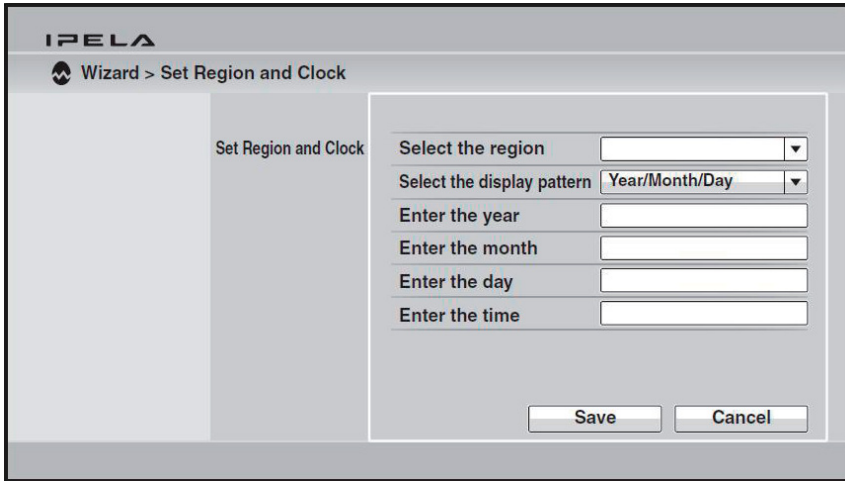 IPELA
Wizard > Set Region and Clock
Set Region and Clock
Select the region
Select the display pattern Year/Month/Day
Enter the year
Enter the month
Enter the day
Enter the time
Save Cancel